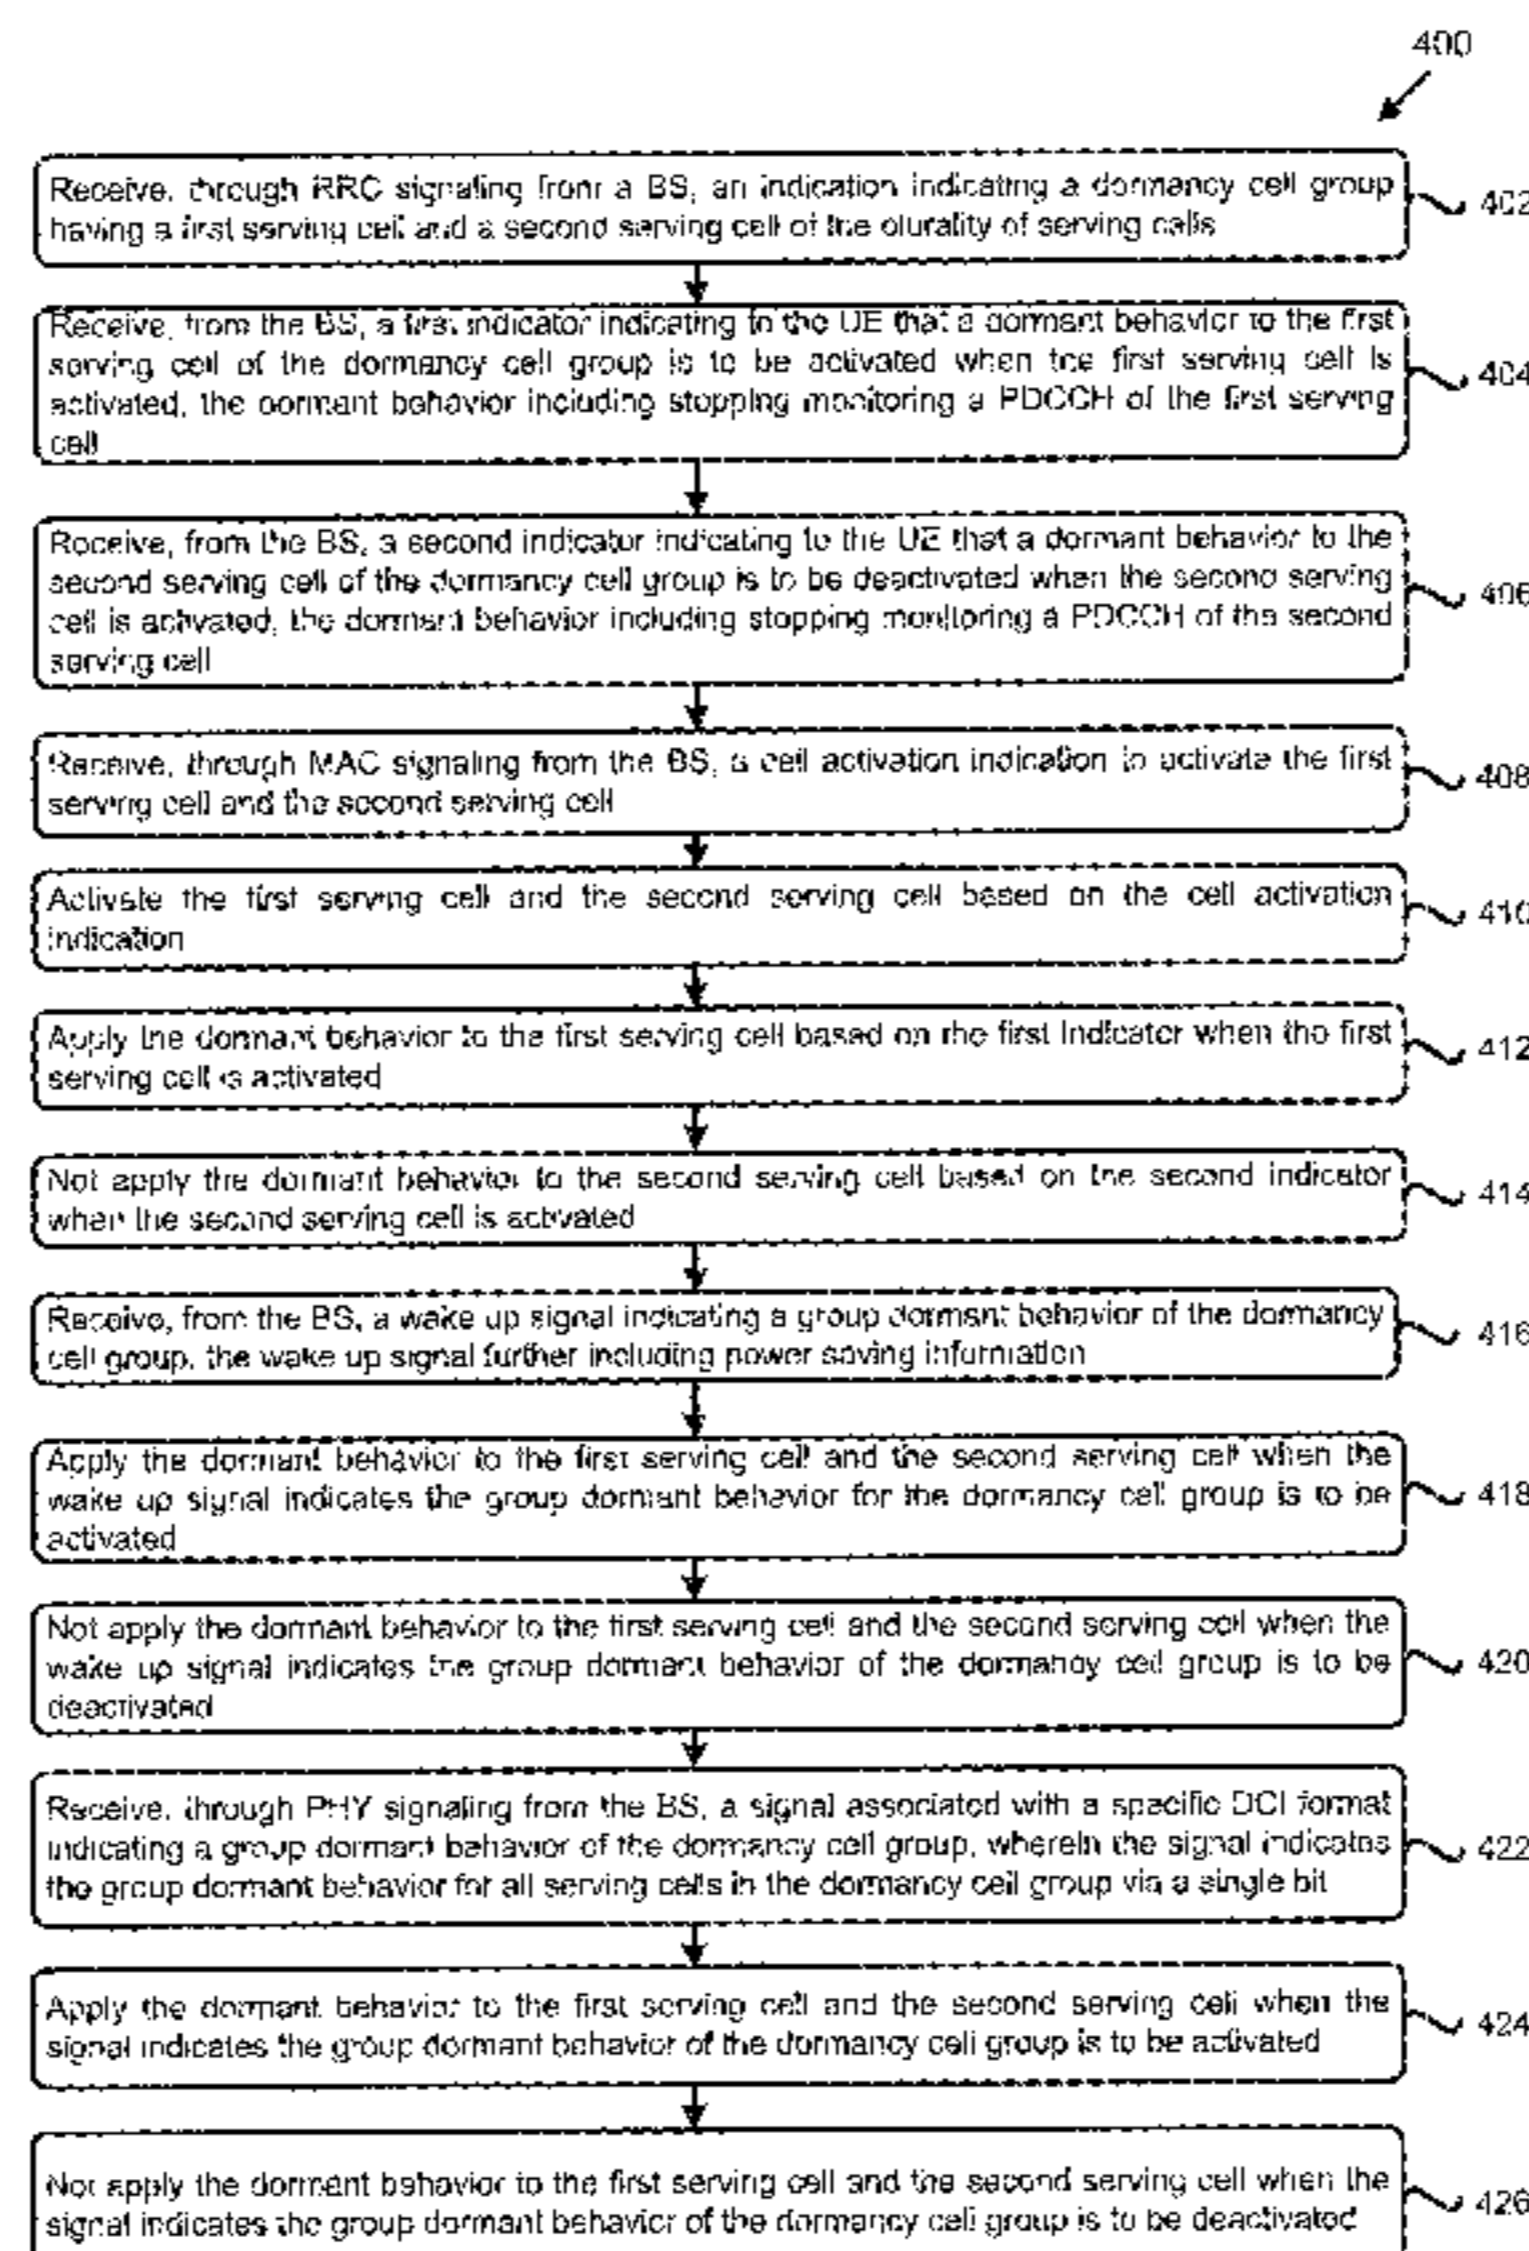 400
Receive, through RRC signaling from a BS, an indication indicating a dormancy cell group
having a first serving cell and a second serving cell of the plurality of serving calls
402
Receive, from the BS, a first indicator indicating to the UE that a dormant behavior to the first
serving cell of the dormancy cell group is to be activated when the first serving cell is
activated, the dormant behavior including stopping monitoring a PDCCH of the first serving
cell
404
Receive, from the BS, a second indicator indicating to the UE that a dormant behavior to the
second serving cell of the dormancy cell group is to be deactivated when the second serving
cell is activated, the dormant behavior including stopping monitoring a PDCCH of the second
serving cell
406
Receive, through MAC signaling from the BS, a cell activation indication to activate the first
serving cell and the second serving cell
408
Activate the first serving cell and the second serving cell based on the cell activation
indication
410
Apply the dormant behavior to the first serving cell based on the first indicator when the first
serving cell is activated
412
Not apply the dormant behavior to the second serving cell based on the second indicator
when the second serving cell is activated
414
Receive, from the BS, a wake up signal indicating a group dormant behavior of the dormancy
cell group, the wake up signal further including power saving information
416
Apply the dormant behavior to the first serving cell and the second serving cell when the
wake up signal indicates the group dormant behavior for the dormancy cell group is to be
activated
418
Not apply the dormant behavior to the first serving cell and the second serving cell when the
wake up signal indicates the group dormant behavior of the dormancy cell group is to be
deactivated
420
Receive, through PHY signaling from the BS, a signal associated with a specific DCI format
indicating a group dormant behavior of the dormancy cell group, wherein the signal indicates
the group dormant behavior for all serving cells in the dormancy cell group via a single bit
422
Apply the dormant behavior to the first serving cell and the second serving cell when the
signal indicates the group dormant behavior of the dormancy cell group is to be activated
424
Not apply the dormant behavior to the first serving cell and the second serving cell when the
signal indicates the group dormant behavior of the dormancy cell group is to be deactivated
426